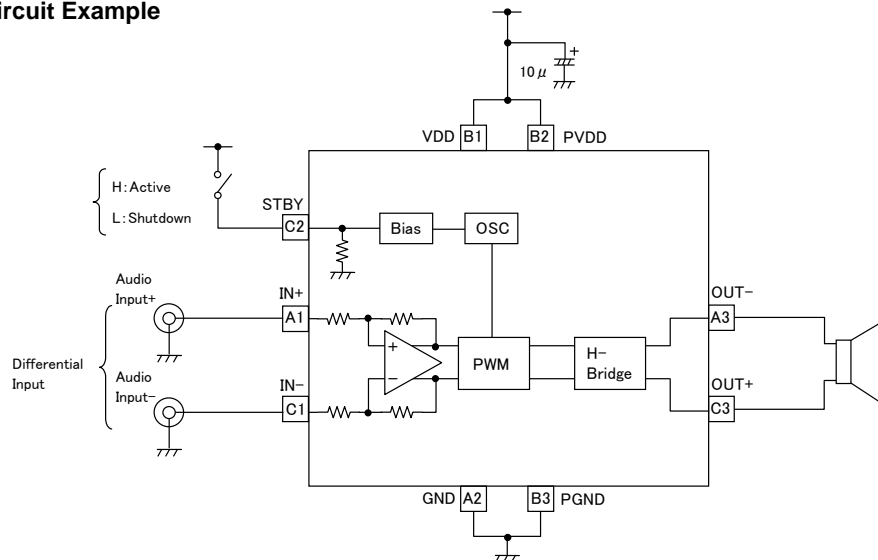 ircuit Example
+
10μ
VDD B1 B2 PVDD
H:Active
L:Shutdown
STBY
C2
Bias
OSC
Audio
Input+
IN+
A1
OUT-
A3
Differential
Input
+
-
PWM
H-
Bridge
Audio
Input-
IN-
C1
OUT+
C3
GND A2 B3 PGND